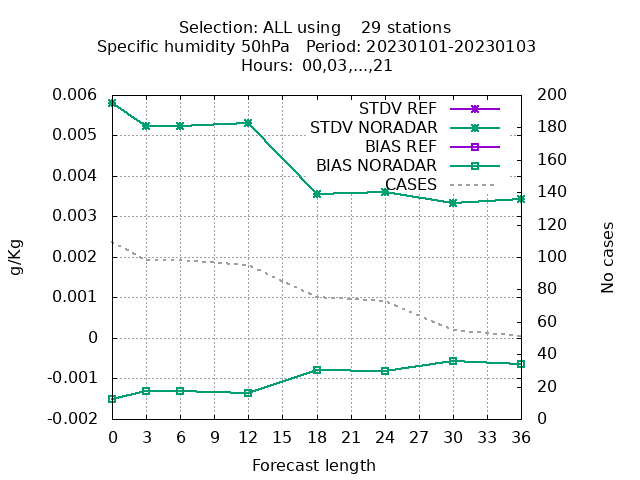 Selection: ALL using    29 stations
Specific humidity 50hPa   Period: 20230101-20230103
Hours:  00,03,...,21
STDV REF
STDV NORADAR
BIAS REF
BIAS NORADAR
CASES
0.006
0.005
0.004
0.003
0.002
0.001
0
-0.001
-0.002
g/Kg
200
180
160
140
120
100
80
60
40
20
0
No cases
0 3 6 9 12 15 18 21 24 27 30 33 36
Forecast length